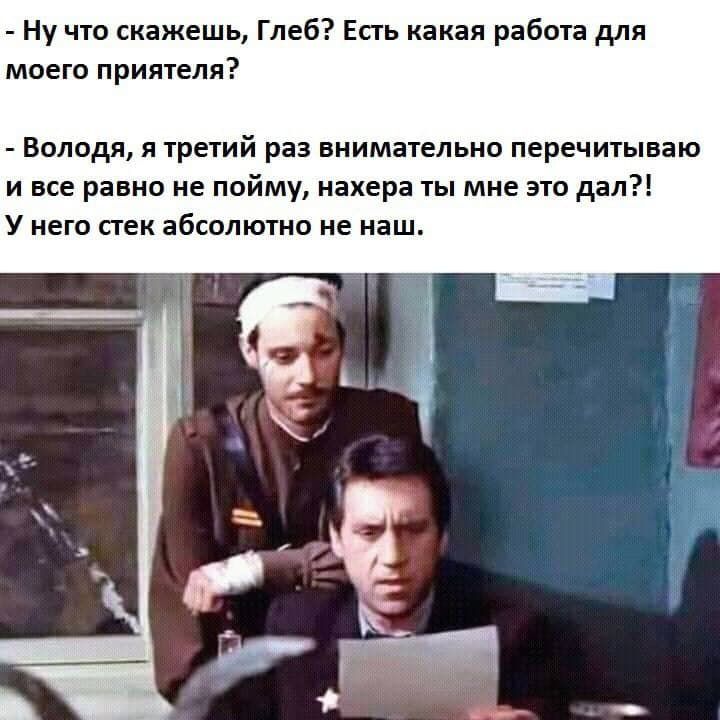 - Ну что скажешь, Глеб? Есть какая работа для
моего приятеля?
- Володя, я третий раз внимательно перечитываю
и все равно не пойму, нахера ты мне это дал?!
У него стек абсолютно не наш.